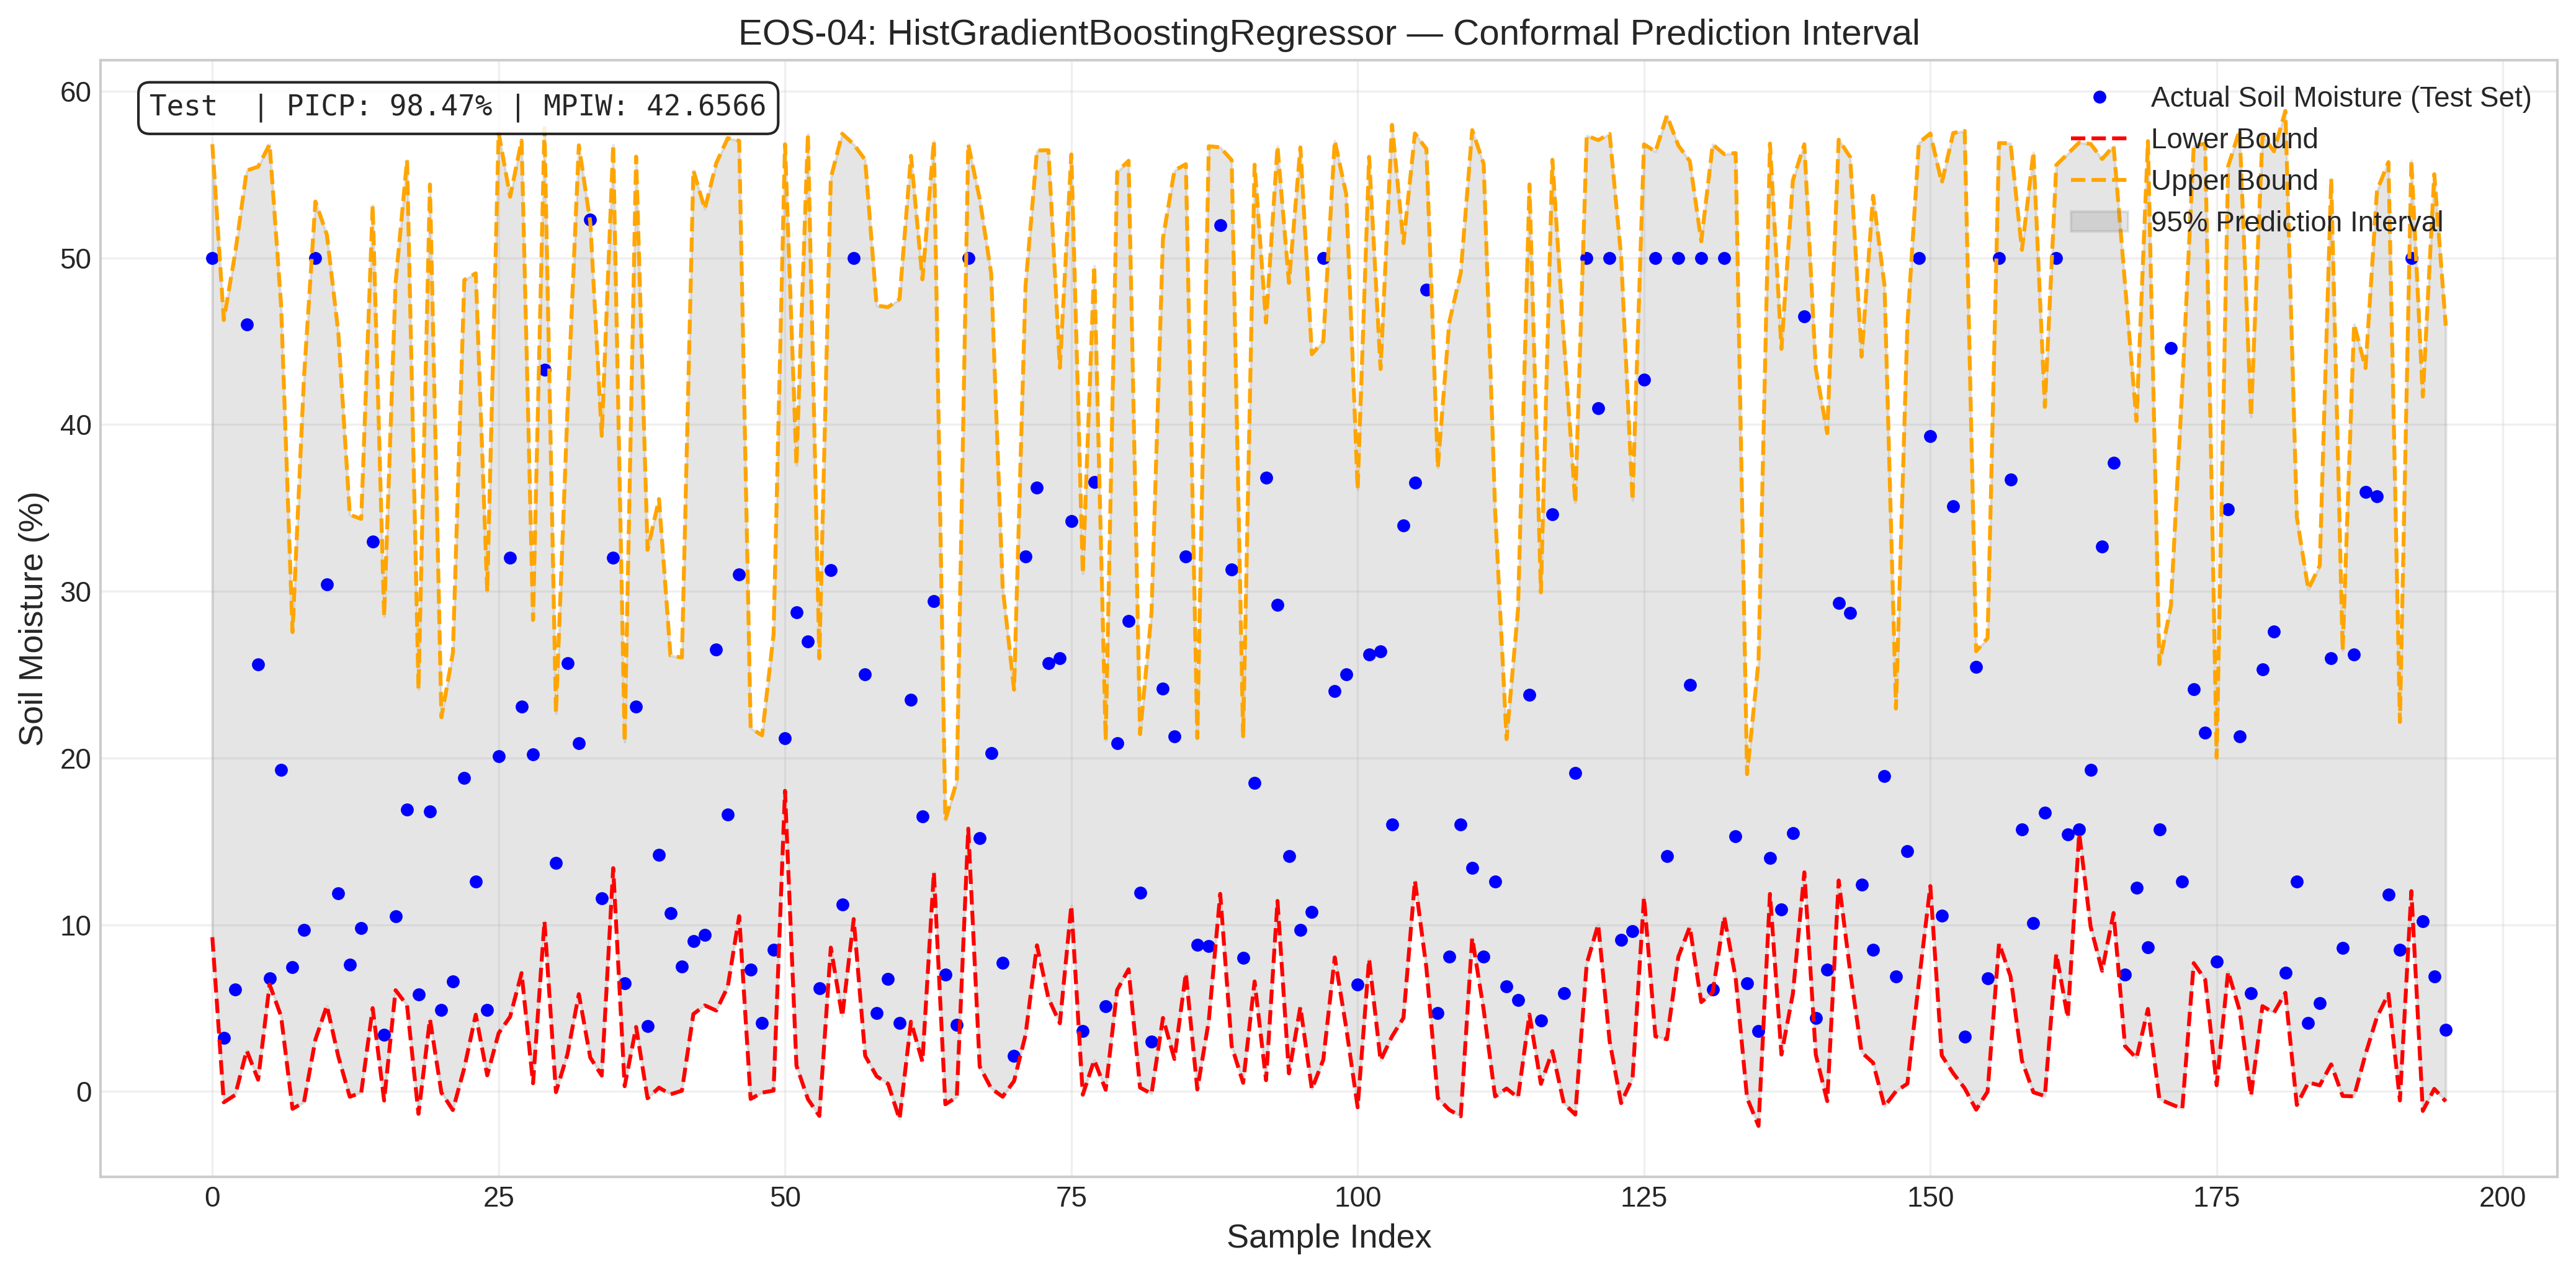 EOS-04: HistGradientBoostingRegressor — Conformal Prediction Interval
Test  | PICP: 98.47% | MPIW: 42.6566
Actual Soil Moisture (Test Set)
Lower Bound
Upper Bound
95% Prediction Interval
Soil Moisture (%)
60
50
40
30
20
10
0
0 25 50 75 100 125 150 175 200
Sample Index